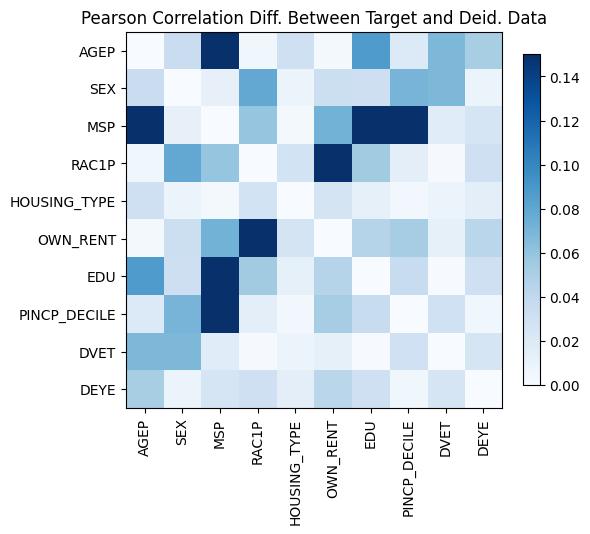 Pearson Correlation Diff. Between Target and Deid. Data
AGEP
SEX
MSP
RAC1P
HOUSING_TYPE
OWN_RENT
EDU
PINCP_DECILE
DVET
DEYE
AGEP
SEX
MSP
RAC1P
HOUSING_TYPE
OWN_RENT
EDU
PINCP_DECILE
DVET
DEYE
0.14
0.12
0.10
0.08
0.06
0.04
0.02
0.00